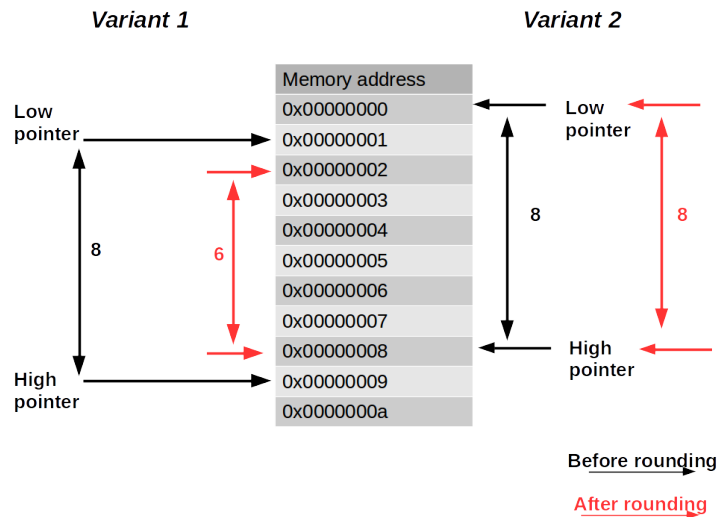 Variant 1
Variant 2
Memory address
0x00000000
0x00000001
0x00000002
0x00000003
0x00000004
0x00000005
0x00000006
0x00000007
0x00000008
0x00000009
0x0000000a
Low
pointer
8
6
High
pointer
Low
pointer
8
8
High
pointer
Before rounding
After rounding